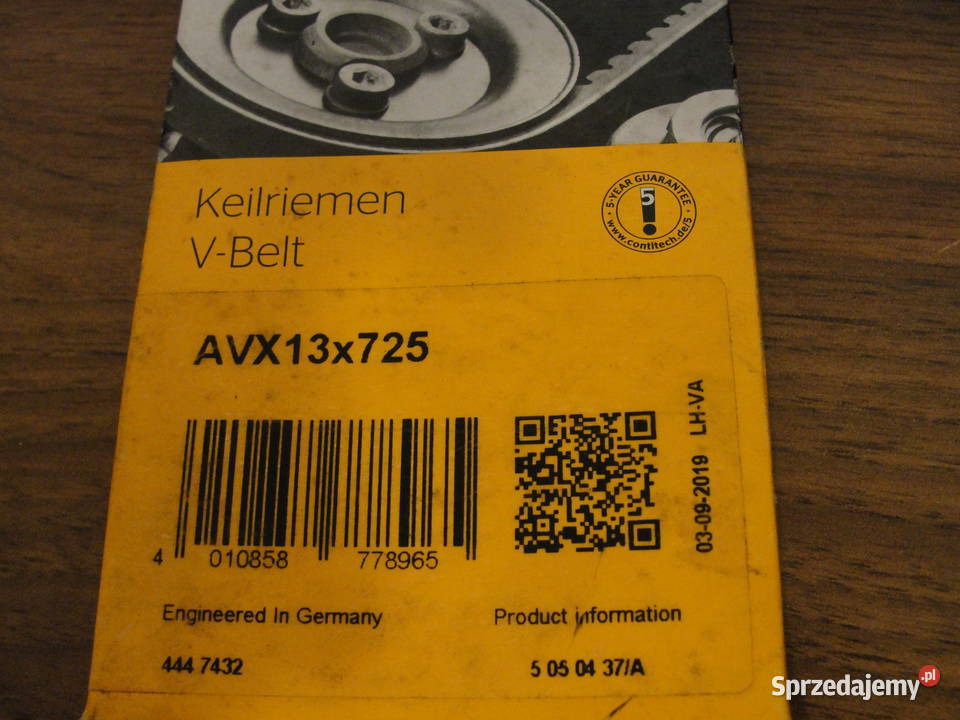 Keilriemen
V-Belt
5-YEAR GUARANTEE
5
www.contitech.de/5
AVX13x725
03-09-2019 LH-VA
4 010858 778965
Engineered In Germany
Product information
444 7432
5 05 04 37/A
Sprzedajemy.pl